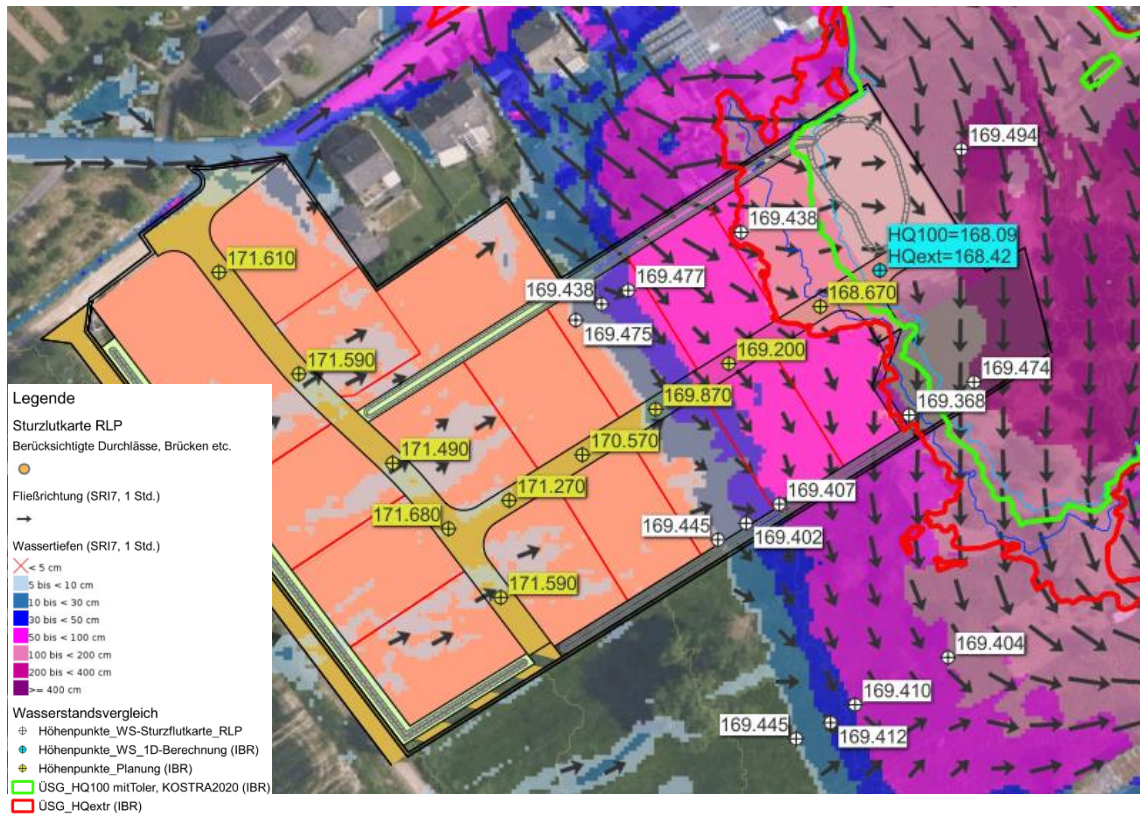 169.494
169.438
HQ100=168.09
HQext=168.42
171.610
169.477
169.438
169.475
168.670
171.590
169.200
169.474
169.870
169.368
170.570
171.490
171.270
169.407
171.680
169.445
169.402
171.590
169.404
169.410
169.445
169.412
Legende
Sturzlutkarte RLP
Berücksichtigte Durchlässe, Brücken etc.
Fließrichtung (SRI7, 1 Std.)
Wassertiefen (SRI7, 1 Std.)
< 5 cm
5 bis < 10 cm
10 bis < 30 cm
30 bis < 50 cm
50 bis < 100 cm
100 bis < 200 cm
200 bis < 400 cm
>= 400 cm
Wasserstandsvergleich
Höhenpunkte_WS-Sturzflutkarte_RLP
Höhenpunkte_WS_1D-Berechnung (IBR)
Höhenpunkte_Planung (IBR)
ÜSG_HQ100 mitToler, KOSTRA2020 (IBR)
ÜSG_HQextr (IBR)